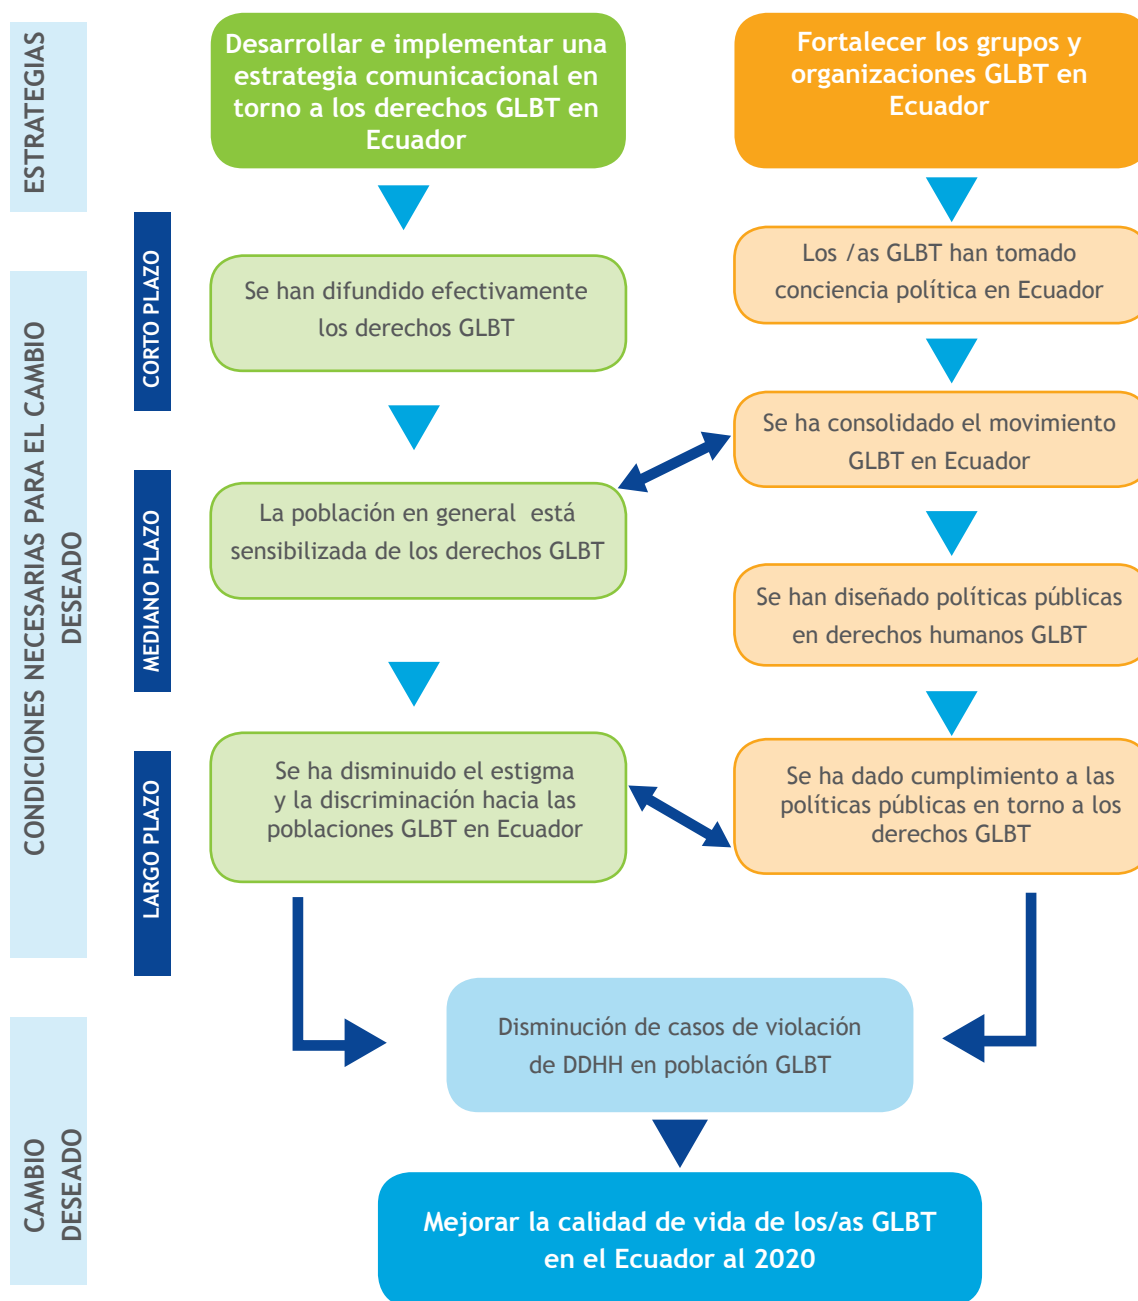 ESTRATEGIAS
Desarrollar e implementar una
estrategia comunicacional en
torno a los derechos GLBT en
Ecuador
Fortalecer los grupos y
organizaciones GLBT en
Ecuador
CONDICIONES NECESARIAS PARA EL CAMBIO
DESEADO
CORTO PLAZO
Se han difundido efectivamente
los derechos GLBT
Los /as GLBT han tomado
conciencia política en Ecuador
Se ha consolidado el movimiento
GLBT en Ecuador
MEDIANO PLAZO
La población en general está
sensibilizada de los derechos GLBT
Se han diseñado políticas públicas
en derechos humanos GLBT
LARGO PLAZO
Se ha disminuido el estigma
y la discriminación hacia las
poblaciones GLBT en Ecuador
Se ha dado cumplimiento a las
políticas públicas en torno a los
derechos GLBT
CAMBIO
DESEADO
Disminución de casos de violación
de DDHH en población GLBT
Mejorar la calidad de vida de los/as GLBT
en el Ecuador al 2020